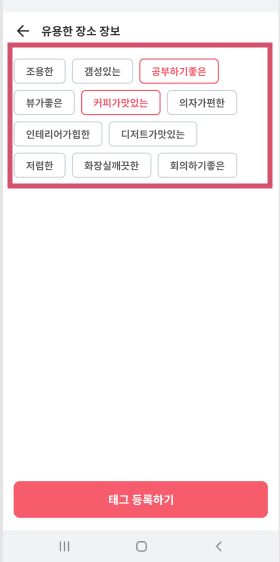 유용한 장소 정보
조용한 갬성있는 공부하기좋은
뷰가좋은 커피가맛있는 의자가편한
인테리어가힙한 디저트가맛있는
저렴한 화장실깨끗한 회의하기좋은
태그 등록하기